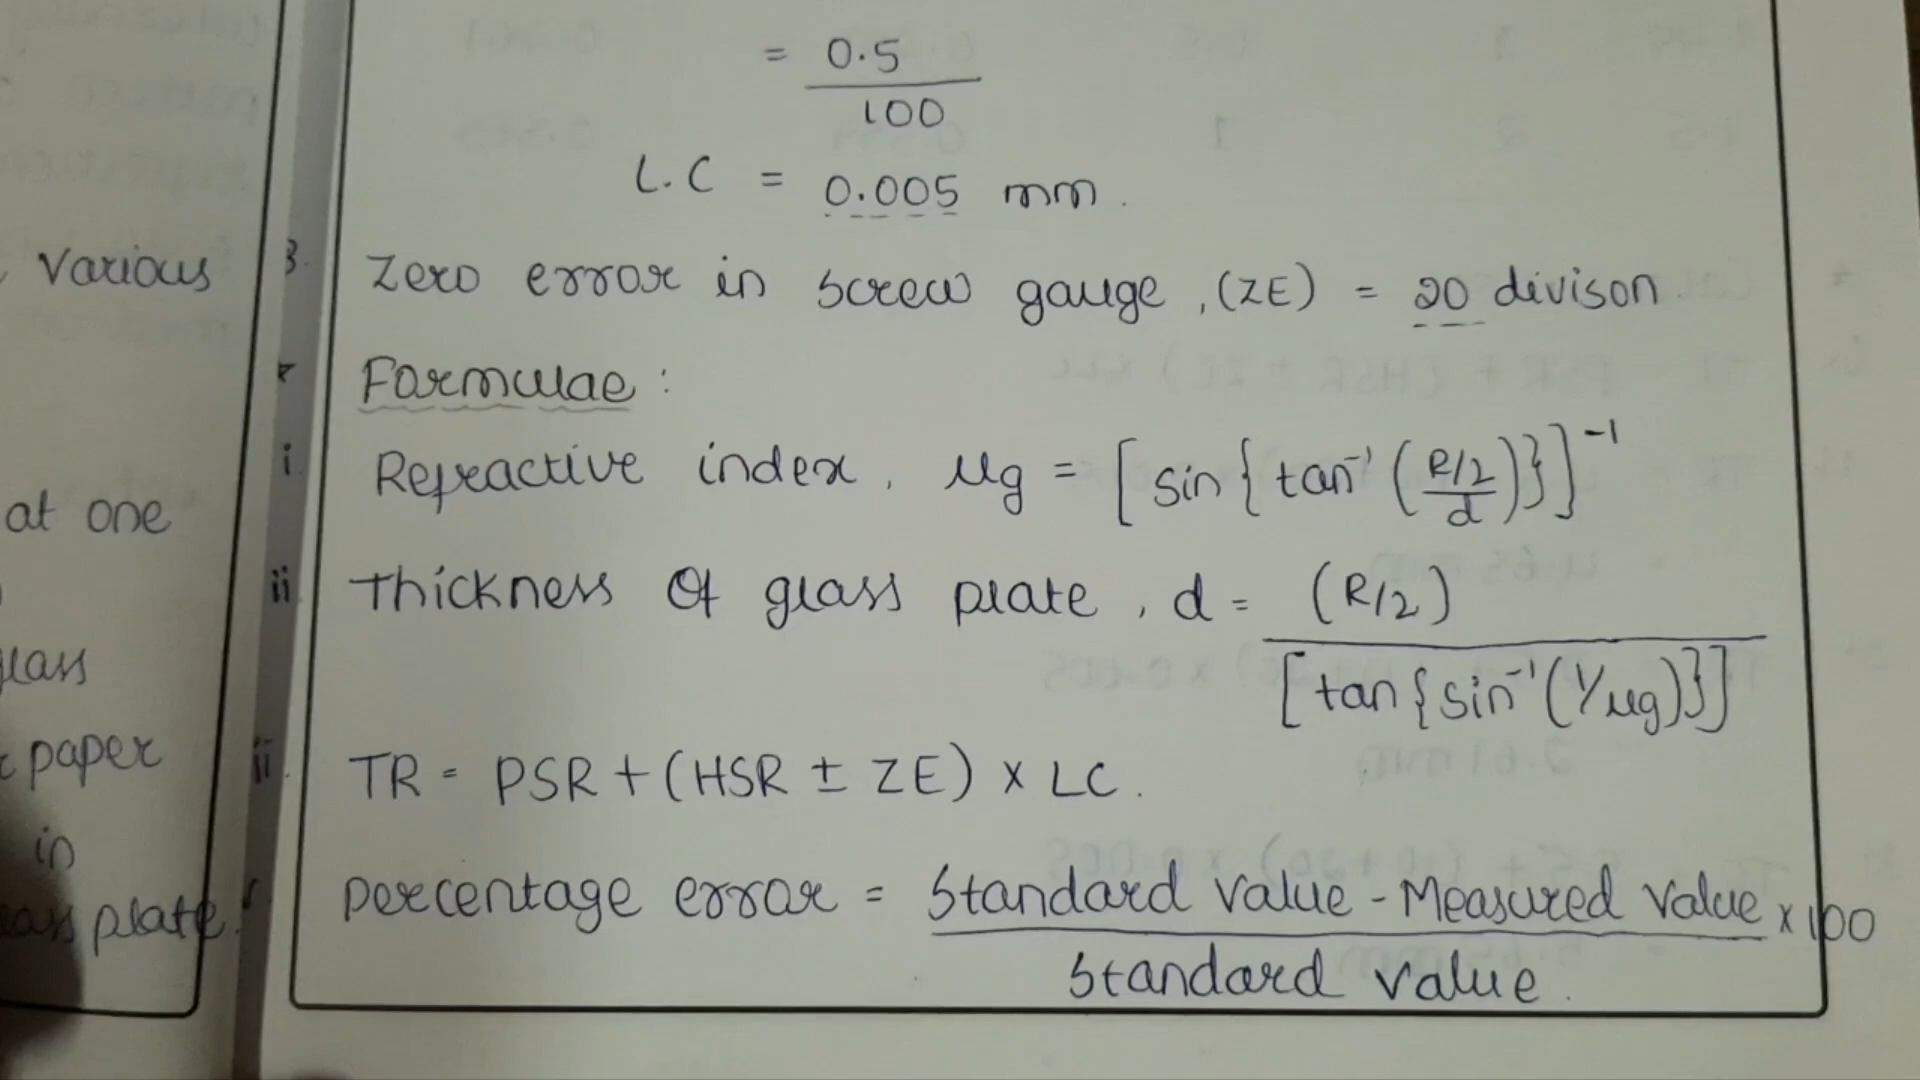 = 0.5
100
L.C = 0.005 mm.
various
3. Zero error in screw gauge, (ZE) = 20 divison
Formulae:
i Refractive index, μg = [sin{tan⁻¹(R/2/d)}]⁻¹
at one
ii Thickness of glass plate, d = (R/2)
[tan{sin⁻¹(1/μg)}]
paper
ii. TR = PSR + (HSR ± ZE) × LC.
in
plate.
Percentage error = Standard value - Measured value × 100
Standard value.